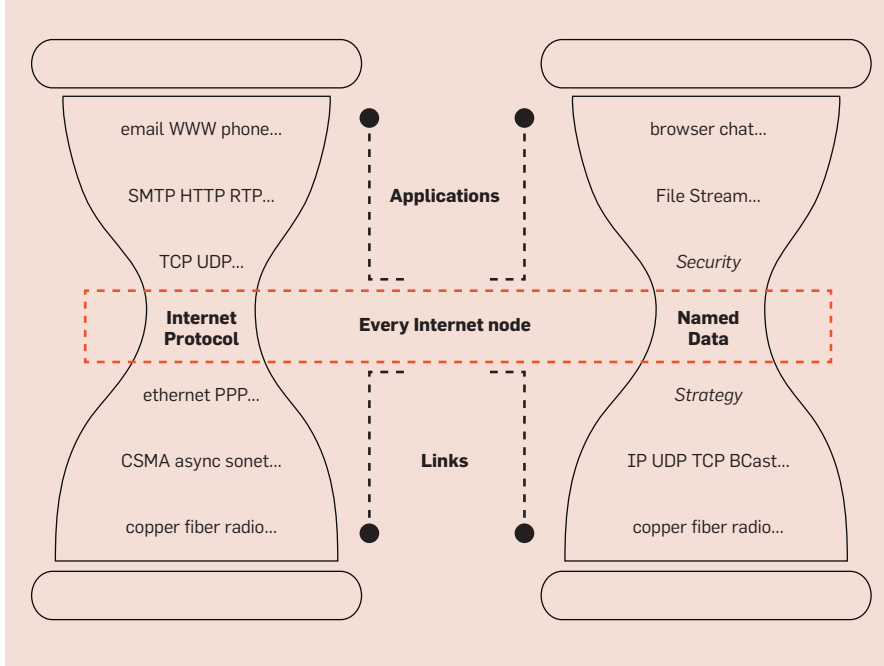 email WWW phone...
SMTP HTTP RTP...
TCP UDP...
Internet
Protocol
ethernet PPP...
CSMA async sonet...
copper fiber radio...
Applications
Every Internet node
Links
browser chat...
File Stream...
Security
Named
Data
Strategy
IP UDP TCP BCast...
copper fiber radio...